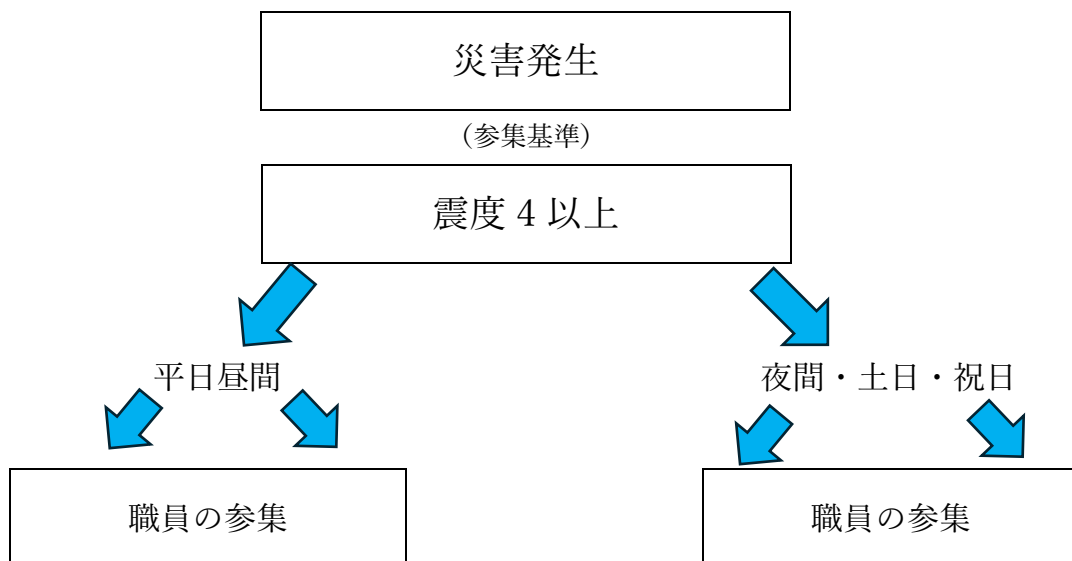 災害発生
（参集基準）
震度４以上
平日昼間
夜間・土日・祝日
職員の参集
職員の参集